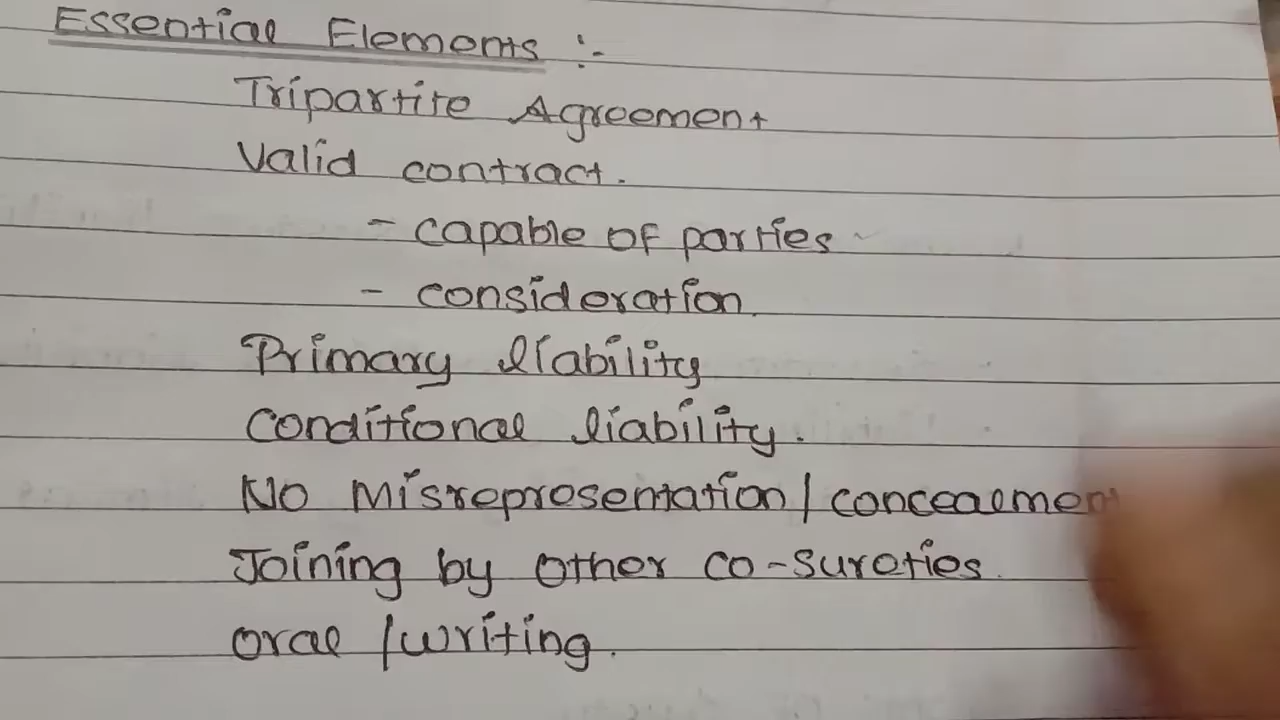 Essential Elements :-
Tripartite Agreement
Valid contract.
- capable of parties
- consideration.
Primary liability
Conditional liability.
No Misrepresentation / concealmen
Joining by other co-sureties.
Oral / writing.